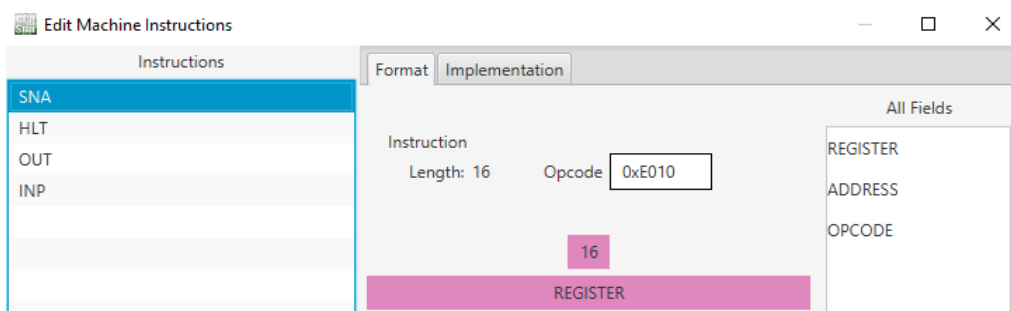 Edit Machine Instructions
Instructions
SNA
HLT
OUT
INP
Format Implementation
Instruction
Length: 16 Opcode 0xE010
16
REGISTER
All Fields
REGISTER
ADDRESS
OPCODE